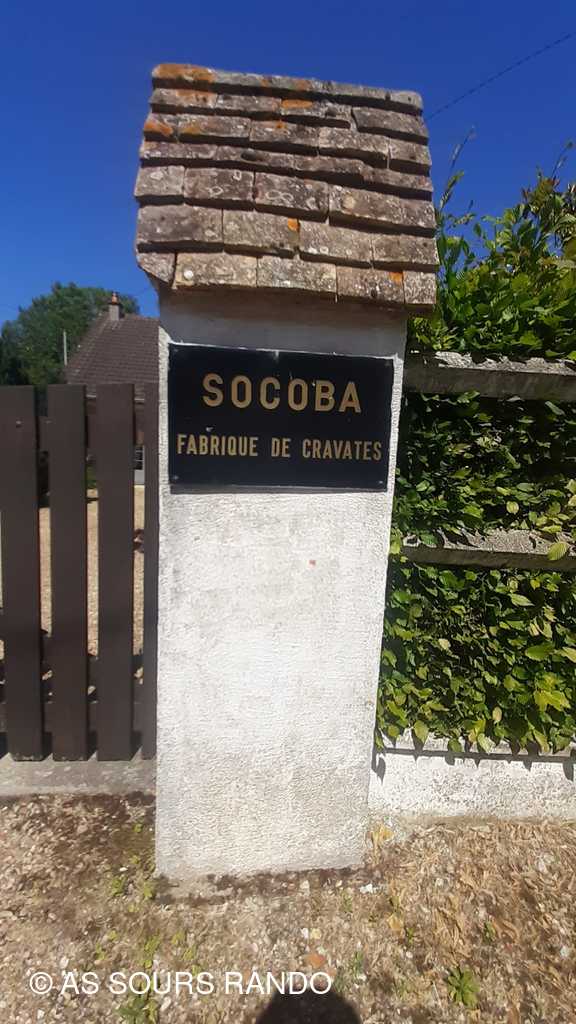 SOCOBA
FABRIQUE DE CRAVATES
© AS SOURS RANDO